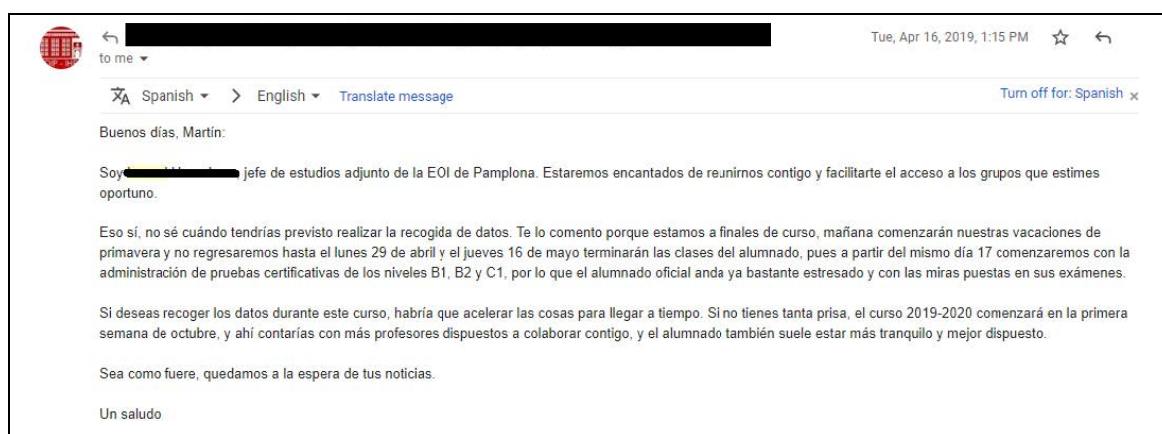 Tue, Apr 16, 2019, 1:15 PM
to me
Spanish > English Translate message Turn off for: Spanish x
Buenos días, Martín:
Soy jefe de estudios adjunto de la EOI de Pamplona. Estaremos encantados de reunirnos contigo y facilitarte el acceso a los grupos que estimes
oportuno.
Eso sí, no sé cuándo tendrías previsto realizar la recogida de datos. Te lo comento porque estamos a finales de curso, mañana comenzarán nuestras vacaciones de
primavera y no regresaremos hasta el lunes 29 de abril y el jueves 16 de mayo terminarán las clases del alumnado, pues a partir del mismo día 17 comenzaremos con la
administración de pruebas certificativas de los niveles B1, B2 y C1, por lo que el alumnado oficial anda ya bastante estresado y con las miras puestas en sus exámenes.
Si deseas recoger los datos durante este curso, habría que acelerar las cosas para llegar a tiempo. Si no tienes tanta prisa, el curso 2019-2020 comenzará en la primera
semana de octubre, y ahí contarías con más profesores dispuestos a colaborar contigo, y el alumnado también suele estar más tranquilo y mejor dispuesto.
Sea como fuere, quedamos a la espera de tus noticias.
Un saludo